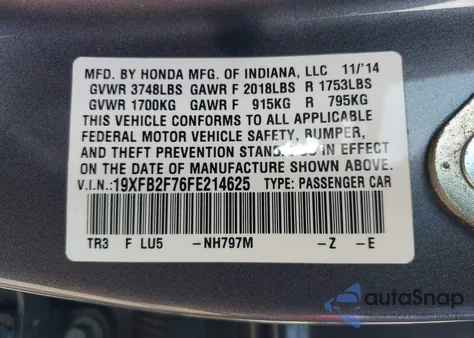 MFD. BY HONDA MFG. OF INDIANA, LLC 11/'14
GVWR 3748LBS GAWR F 2018LBS R 1753LBS
GVWR 1700KG GAWR F 915KG R 795KG
THIS VEHICLE CONFORMS TO ALL APPLICABLE
FEDERAL MOTOR VEHICLE SAFETY, BUMPER,
AND THEFT PREVENTION STANDARDS IN EFFECT
ON THE DATE OF MANUFACTURE SHOWN ABOVE.
V.I.N.:19XFB2F76FE214625 TYPE: PASSENGER CAR
TR3 F LU5 -NH797M -Z -E
autoSnap